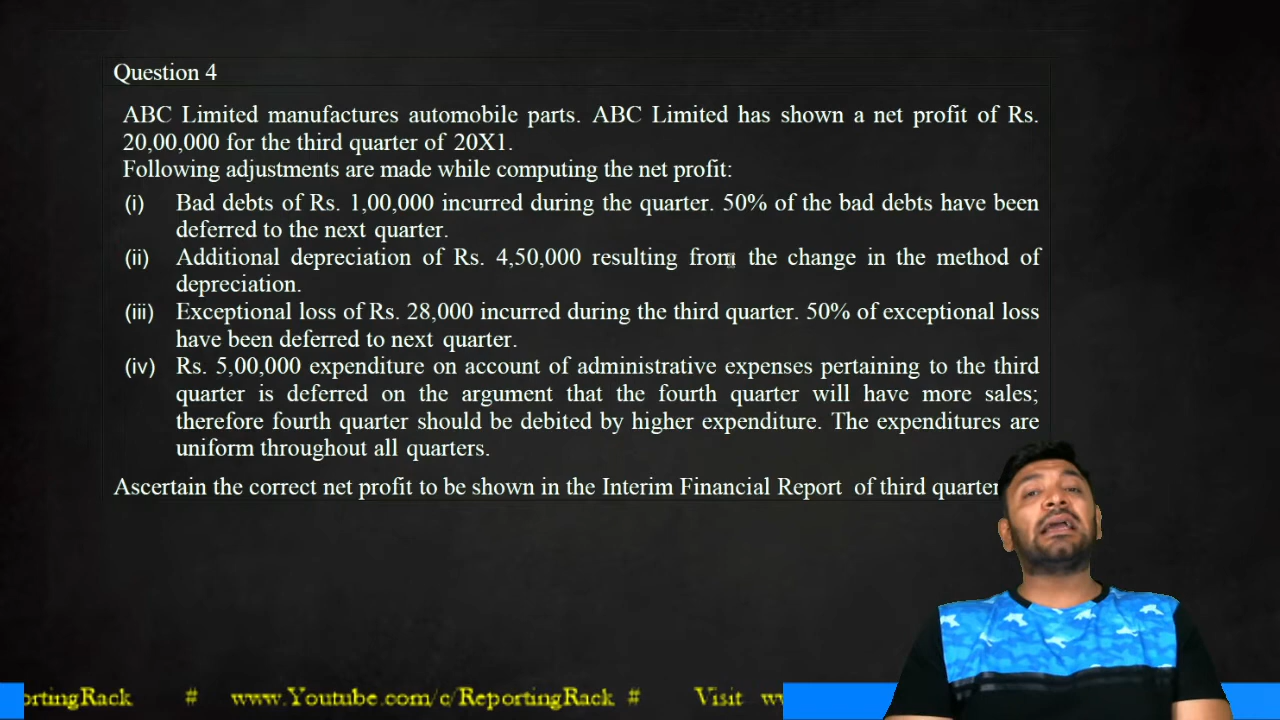 Question 4
ABC Limited manufactures automobile parts. ABC Limited has shown a net profit of Rs.
20,00,000 for the third quarter of 20X1.
Following adjustments are made while computing the net profit:
(i) Bad debts of Rs. 1,00,000 incurred during the quarter. 50% of the bad debts have been
deferred to the next quarter.
(ii) Additional depreciation of Rs. 4,50,000 resulting from the change in the method of
depreciation.
(iii) Exceptional loss of Rs. 28,000 incurred during the third quarter. 50% of exceptional loss
have been deferred to next quarter.
(iv) Rs. 5,00,000 expenditure on account of administrative expenses pertaining to the third
quarter is deferred on the argument that the fourth quarter will have more sales;
therefore fourth quarter should be debited by higher expenditure. The expenditures are
uniform throughout all quarters.
Ascertain the correct net profit to be shown in the Interim Financial Report of third quarter
ortingRack # www.Youtube.com/c/ReportingRack # Visit